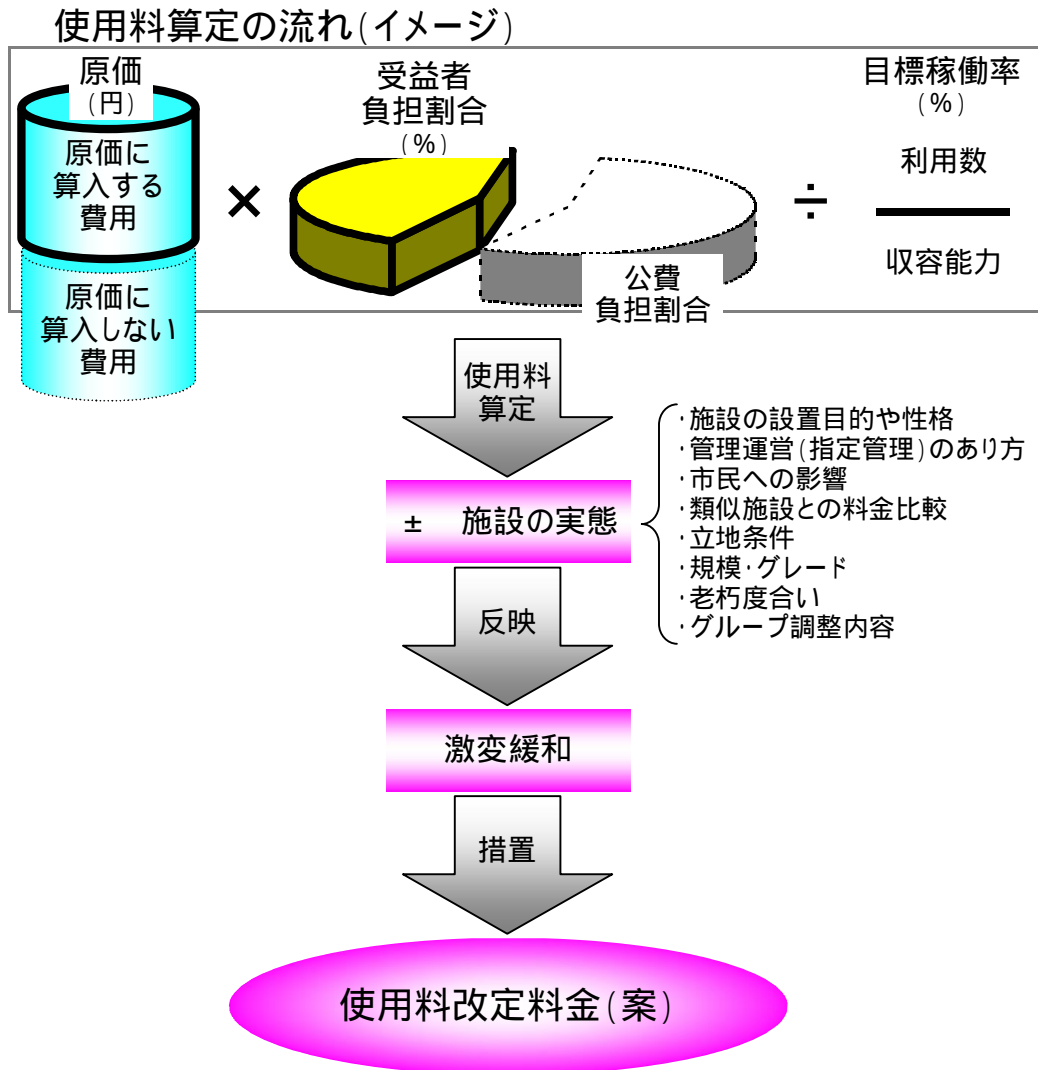 使用料算定の流れ(イメージ)
原価
(円)
原価に
算入する
費用
原価に
算入しない
費用
×
受益者
負担割合
(%)
公費
負担割合
÷
目標稼働率
(%)
利用数
収容能力
使用料
算定
± 施設の実態
・施設の設置目的や性格
・管理運営(指定管理)のあり方
・市民への影響
・類似施設との料金比較
・立地条件
・規模・グレード
・老朽度合い
・グループ調整内容
反映
激変緩和
措置
使用料改定料金(案)